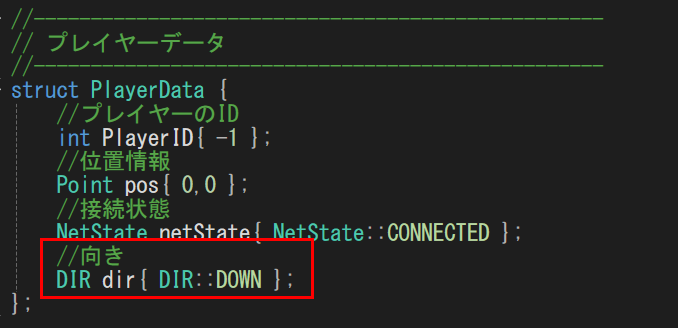 //--------------------------------------------------
// プレイヤーデータ
//--------------------------------------------------
struct PlayerData {
//プレイヤーのID
int PlayerID{ -1 };
//位置情報
Point pos{ 0,0 };
//接続状態
NetState netState{ NetState::CONNECTED };
//向き
DIR dir{ DIR::DOWN };
};